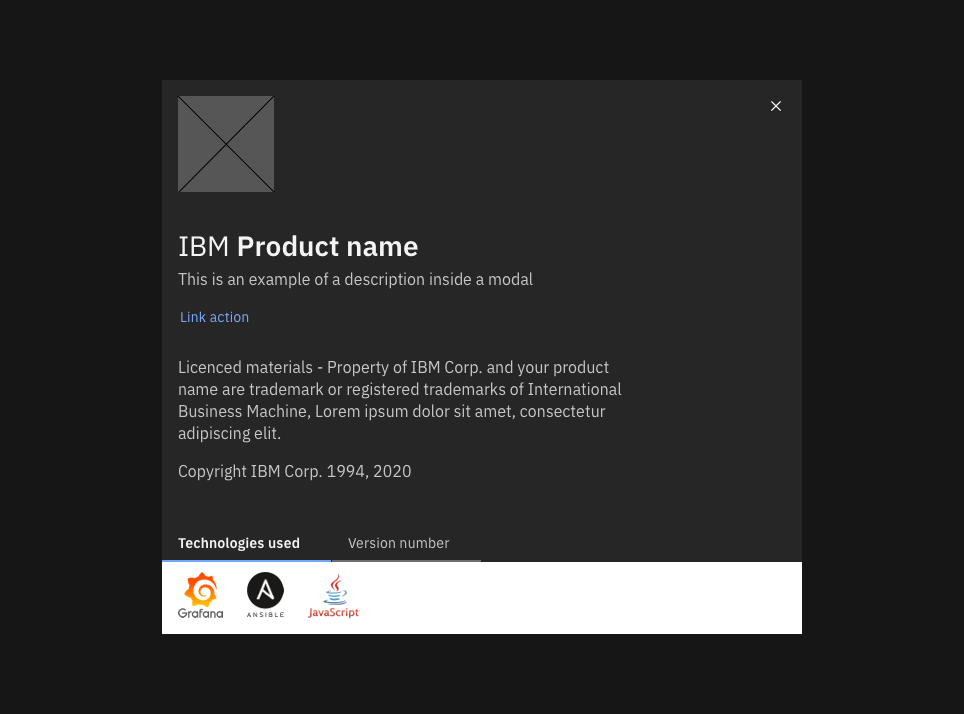 IBM Product name
This is an example of a description inside a modal
Link action
Licenced materials - Property of IBM Corp. and your product
name are trademark or registered trademarks of International
Business Machine, Lorem ipsum dolor sit amet, consectetur
adipiscing elit.
Copyright IBM Corp. 1994, 2020
Technologies used Version number
Grafana ANSIBLE JavaScript